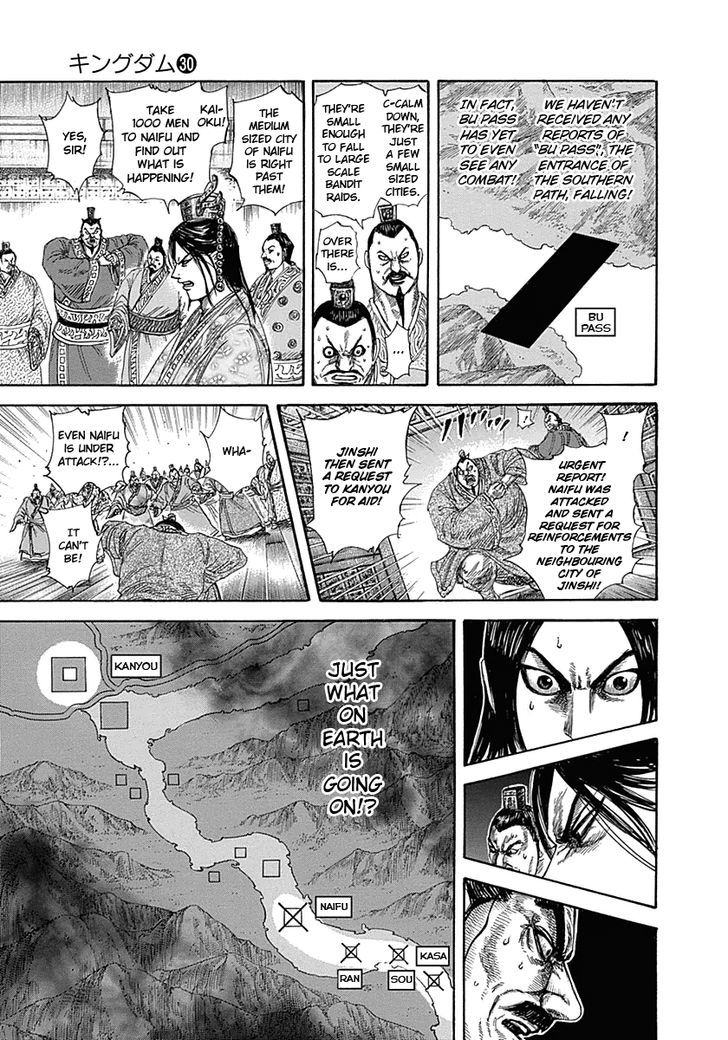 キングダム㉚
WE HAVEN'T
RECEIVED ANY
REPORTS OF
"BU PASS", THE
ENTRANCE OF
THE SOUTHERN
PATH, FALLING!
IN FACT,
BU PASS
HAS YET
TO EVEN
SEE ANY
COMBAT!
BU
PASS
C-CALM
DOWN, THEY'RE
JUST A
FEW SMALL
SIZED
CITIES.
THEY'RE
SMALL
ENOUGH
TO FALL
TO LARGE
SCALE
BANDIT
RAIDS.
OVER
THERE
IS...
...
THE
MEDIUM
SIZED CITY
OF NAIFU
IS RIGHT
PAST
THEM!
KAI-
OKU!
TAKE
1000 MEN
TO NAIFU AND
FIND OUT
WHAT IS
HAPPENING!
YES,
SIR!
!
URGENT
REPORT!
NAIFU WAS
ATTACKED
AND SENT
A REQUEST
FOR
REINFORCEMENTS
TO THE
NEIGHBOURING
CITY OF
JINSHI!
JINSHI
THEN SENT
A REQUEST
TO KANYOU
FOR AID!
WHA-
EVEN NAIFU
IS UNDER
ATTACK!?...
IT
CAN'T
BE!
JUST
WHAT
ON
EARTH
IS
GOING
ON!?
KANYOU
NAIFU
RAN
SOU
KASA